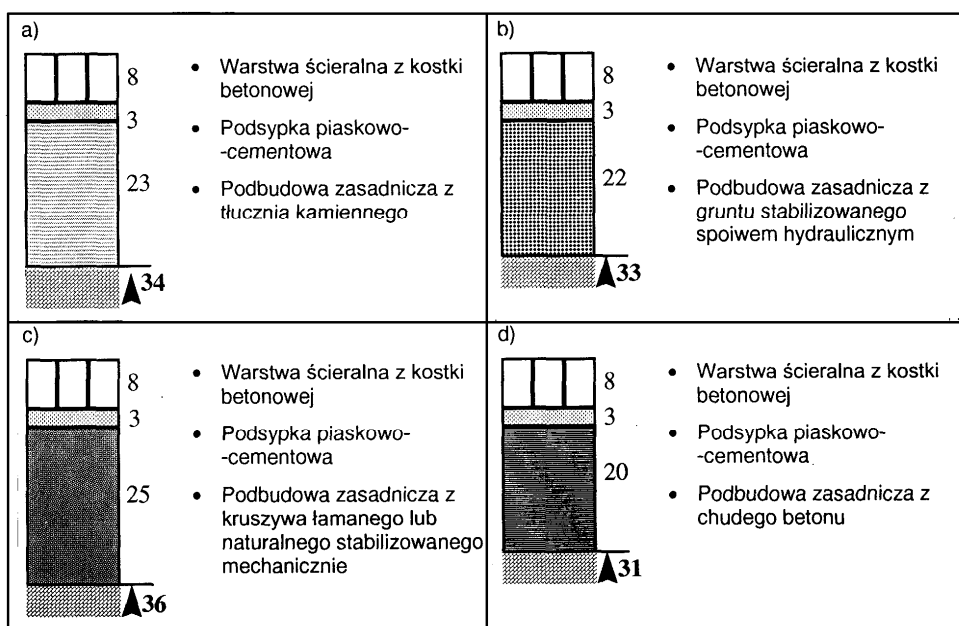 a)
8
3
23
34
• Warstwa ścieralna z kostki
betonowej
• Podsypka piaskowo-
-cementowa
• Podbudowa zasadnicza z
tłucznia kamiennego
b)
8
3
22
33
• Warstwa ścieralna z kostki
betonowej
• Podsypka piaskowo-
-cementowa
• Podbudowa zasadnicza z
gruntu stabilizowanego
spoiwem hydraulicznym
c)
8
3
25
36
• Warstwa ścieralna z kostki
betonowej
• Podsypka piaskowo-
-cementowa
• Podbudowa zasadnicza z
kruszywa łamanego lub
naturalnego stabilizowanego
mechanicznie
d)
8
3
20
31
• Warstwa ścieralna z kostki
betonowej
• Podsypka piaskowo-
-cementowa
• Podbudowa zasadnicza z
chudego betonu